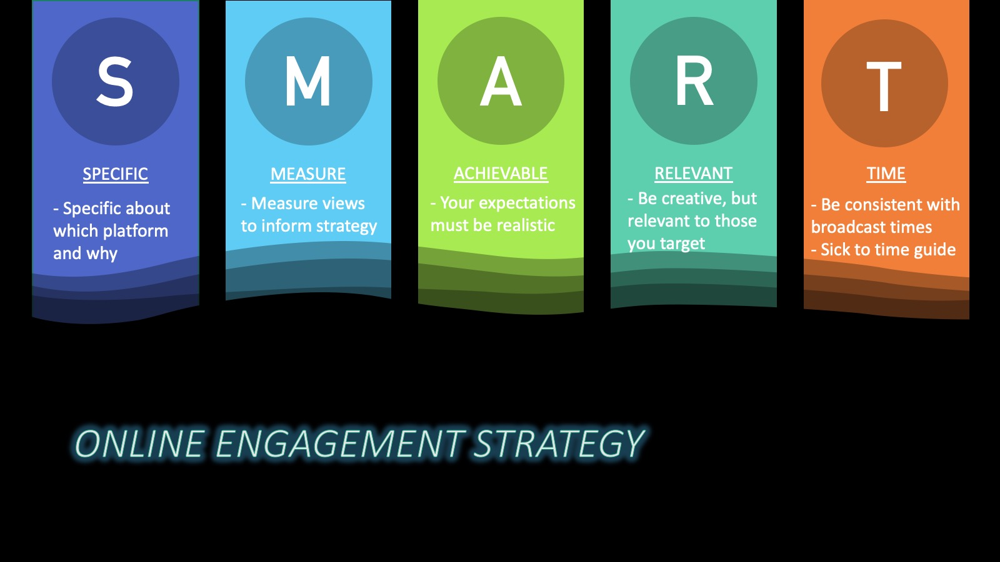 S
SPECIFIC
- Specific about
which platform
and why
M
MEASURE
- Measure views
to inform strategy
A
ACHIEVABLE
- Your expectations
must be realistic
R
RELEVANT
- Be creative, but
relevant to those
you target
T
TIME
- Be consistent with
broadcast times
- Sick to time guide
ONLINE ENGAGEMENT STRATEGY